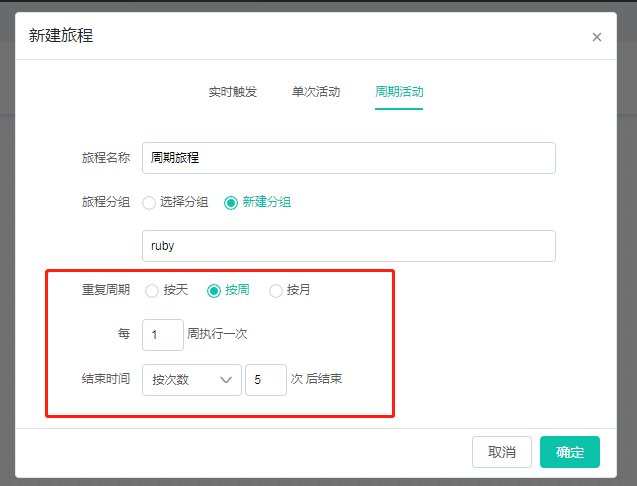 新建旅程
实时触发 单次活动 周期活动
旅程名称 周期旅程
旅程分组 选择分组 新建分组
ruby
重复周期 按天 按周 按月
每 1 周执行一次
结束时间 按次数 5 次 后结束
取消 确定